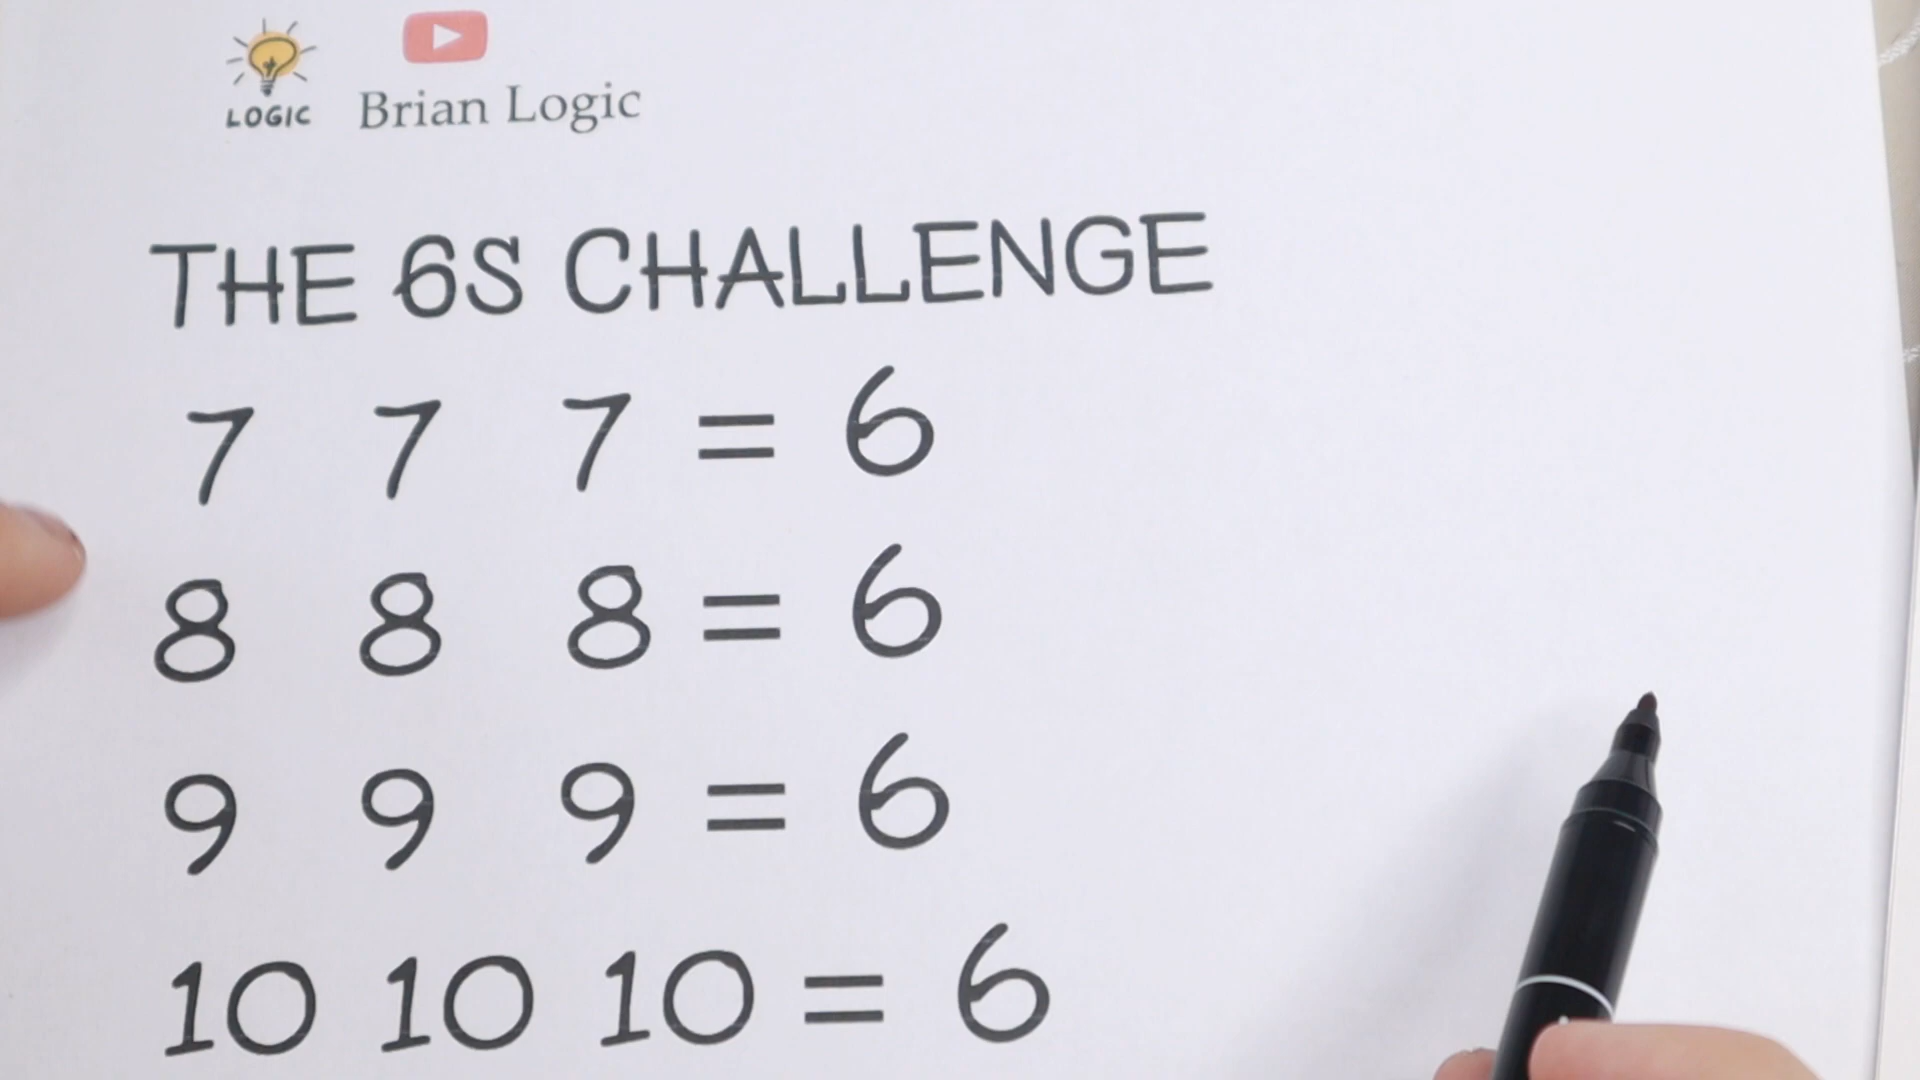 LOGIC Brian Logic
THE 6S CHALLENGE
7 7 7 = 6
8 8 8 = 6
9 9 9 = 6
10 10 10 = 6